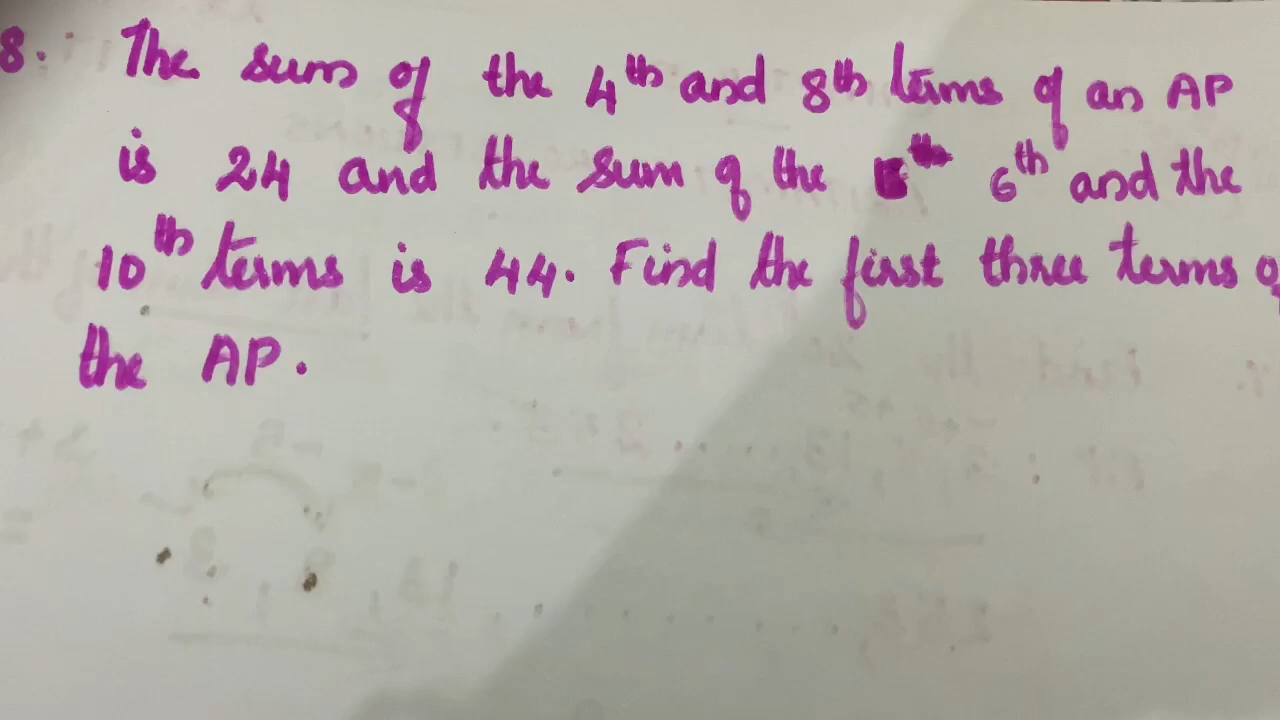 8. The sum of the 4th and 8th terms of an AP
is 24 and the sum of the 6th and the
10th terms is 44. Find the first three terms of
the AP.